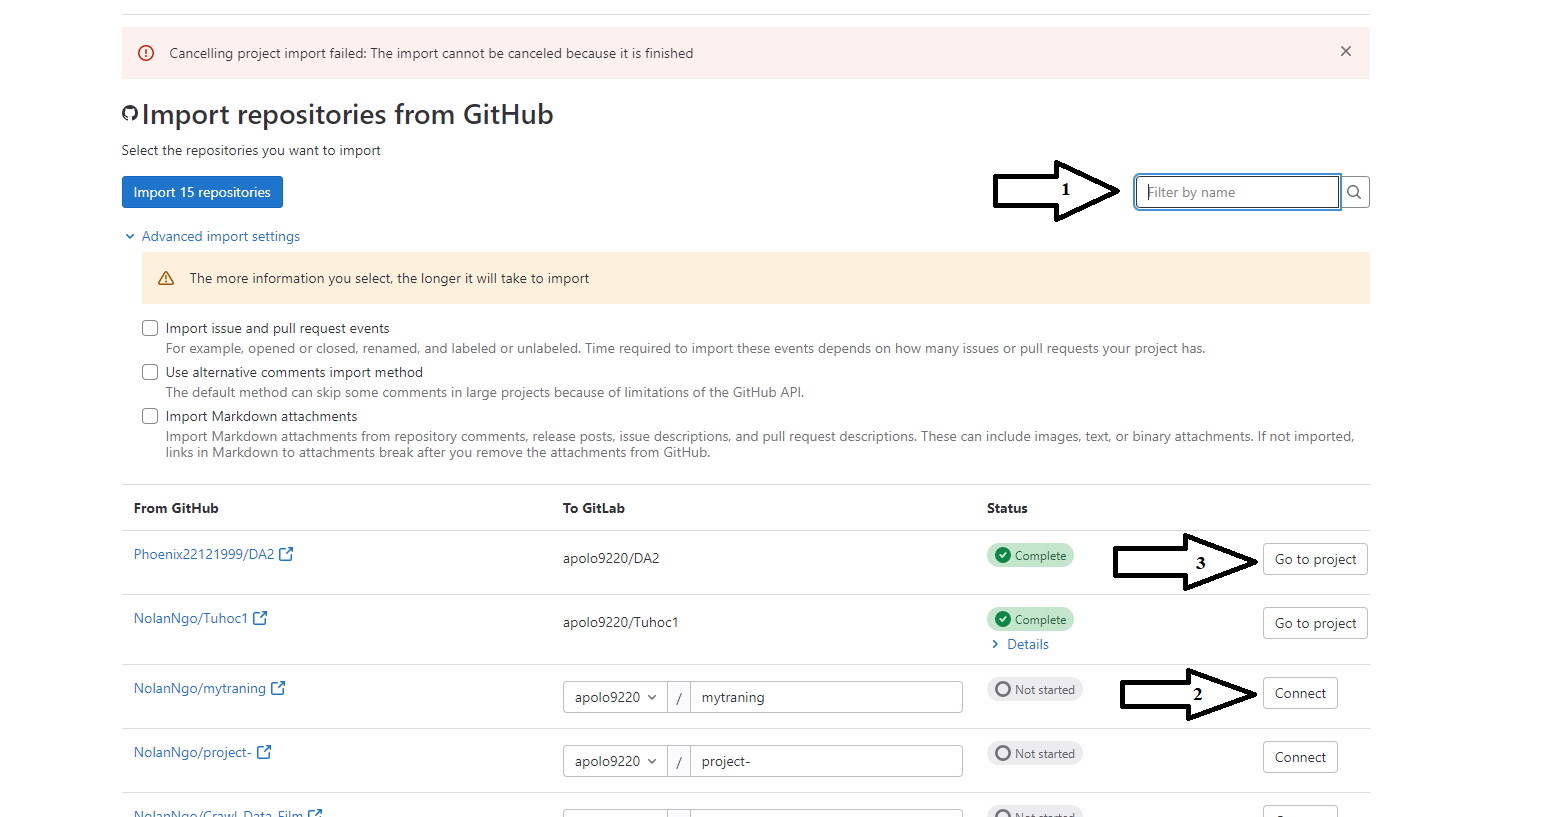 Cancelling project import failed: The import cannot be canceled because it is finished
Import repositories from GitHub
Select the repositories you want to import
Import 15 repositories
1
Filter by name
Advanced import settings
The more information you select, the longer it will take to import
Import issue and pull request events
For example, opened or closed, renamed, and labeled or unlabeled. Time required to import these events depends on how many issues or pull requests your project has.
Use alternative comments import method
The default method can skip some comments in large projects because of limitations of the GitHub API.
Import Markdown attachments
Import Markdown attachments from repository comments, release posts, issue descriptions, and pull request descriptions. These can include images, text, or binary attachments. If not imported,
links in Markdown to attachments break after you remove the attachments from GitHub.
From GitHub To GitLab Status
Phoenix22121999/DA2 apolo9220/DA2 Complete 3 Go to project
NolanNgo/Tuhoc1 apolo9220/Tuhoc1 Complete Go to project
Details
NolanNgo/mytraning apolo9220 / mytraning Not started 2 Connect
NolanNgo/project- apolo9220 / project- Not started Connect
NolanNgo/Crawl_Data_Film Not started